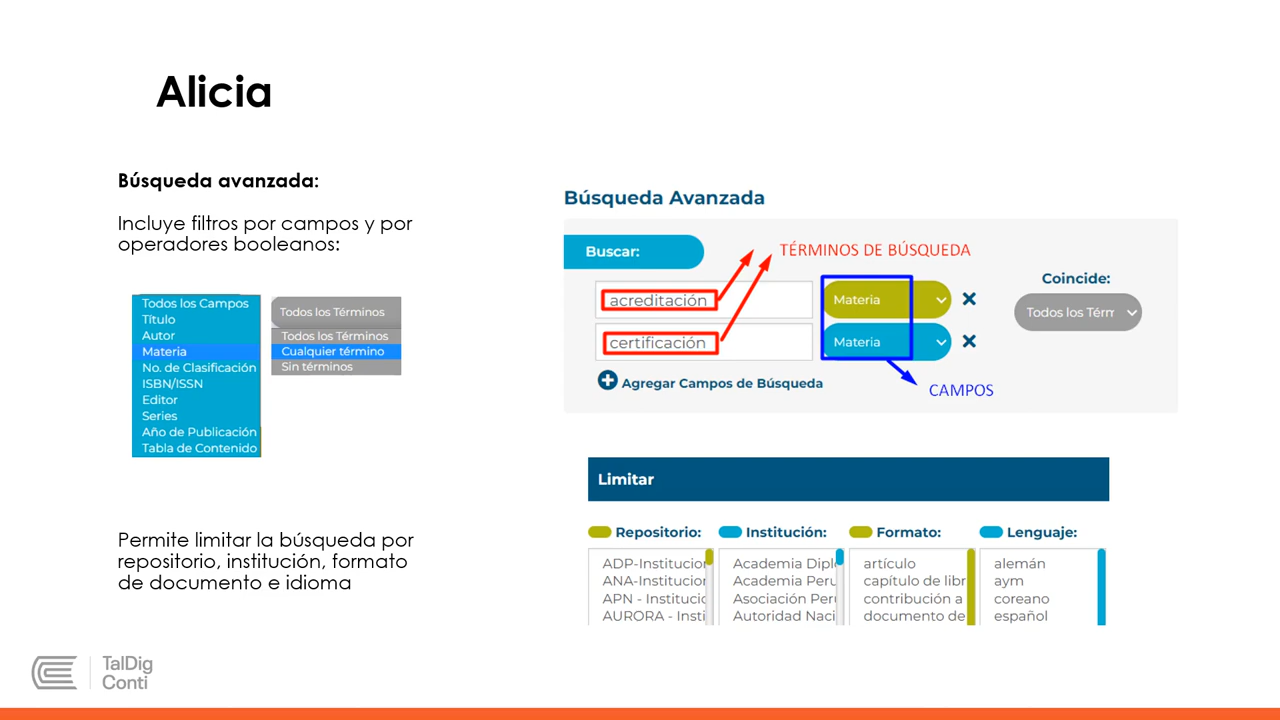 Alicia
Búsqueda avanzada:
Incluye filtros por campos y por
operadores booleanos:
Todos los Campos
Título
Autor
Materia
No. de Clasificación
ISBN/ISSN
Editor
Series
Año de Publicación
Tabla de Contenido
Todos los Términos
Todos los Términos
Cualquier término
Sin términos
Permite limitar la búsqueda por
repositorio, institución, formato
de documento e idioma
Búsqueda Avanzada
Buscar:
TÉRMINOS DE BÚSQUEDA
acreditación
Materia
certificación
Materia
Agregar Campos de Búsqueda
CAMPOS
Coincide:
Todos los Térm
Limitar
Repositorio:
ADP-Institucior
ANA-Institucior
APN - Institucio
AURORA - Insti
Institución:
Academia Diplo
Academia Peru
Asociación Peru
Autoridad Naci
Formato:
artículo
capítulo de libr
contribución a
documento de
Lenguaje:
alemán
aym
coreano
español
TalDig
Conti